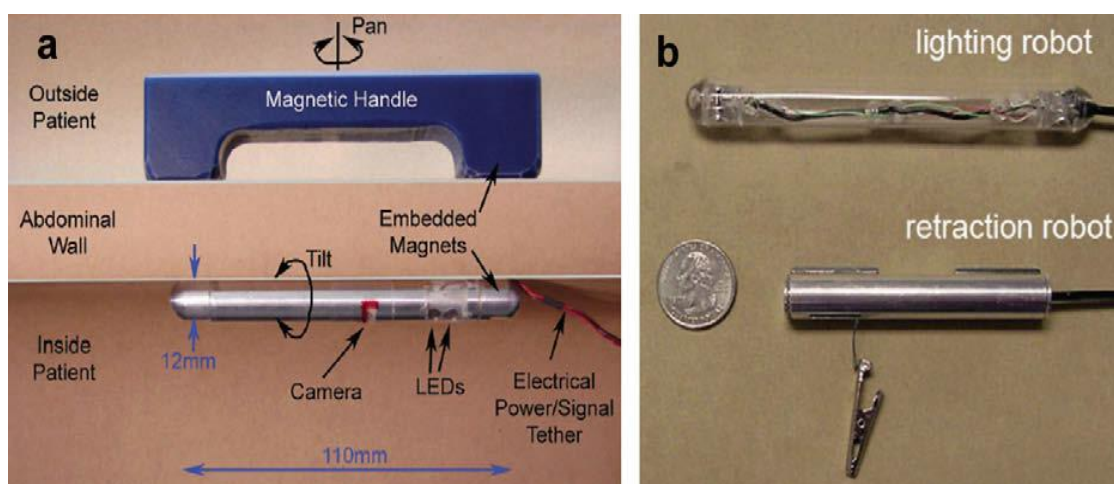 a
Pan
Outside
Patient
Magnetic Handle
Abdominal
Wall
Embedded
Magnets
Tilt
12mm
Inside
Patient
Camera
LEDs
Electrical
Power/Signal
Tether
110mm
b
lighting robot
retraction robot